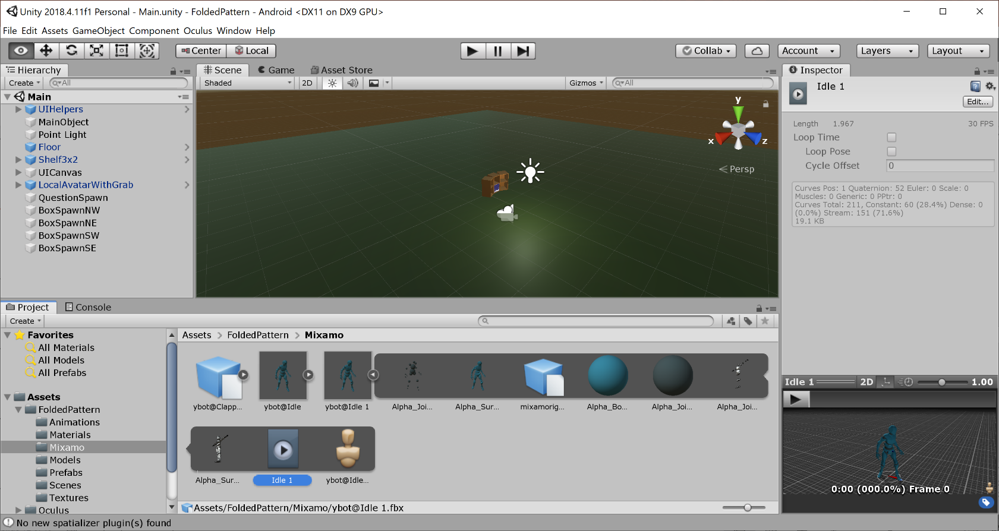 Unity 2018.4.11f1 Personal - Main.unity - FoldedPattern - Android <DX11 on DX9 GPU>
File Edit Assets GameObject Component Oculus Window Help
Center Local Collab Account Layers Layout
Hierarchy
Create All
Main
UIHelpers
MainObject
Point Light
Floor
Shelf3x2
UICanvas
LocalAvatarWithGrab
QuestionSpawn
BoxSpawnNW
BoxSpawnNE
BoxSpawnSW
BoxSpawnSE
Scene Game Asset Store
Shaded 2D Gizmos All
y
x z
Persp
Inspector
Idle 1
Edit...
Length 1.967 30 FPS
Loop Time
Loop Pose
Cycle Offset 0
Curves Pos: 1 Quaternion: 52 Euler: 0 Scale: 0
Muscles: 0 Generic: 0 PPtr: 0
Curves Total: 211, Constant: 60 (28.4%) Dense: 0
(0.0%) Stream: 151 (71.6%)
19.1 KB
Project Console
Create
Favorites
All Materials
All Models
All Prefabs
Assets
FoldedPattern
Animations
Materials
Mixamo
Models
Prefabs
Scenes
Textures
Oculus
Assets > FoldedPattern > Mixamo
ybot@Clapp... ybot@Idle ybot@Idle 1 Alpha_Joi... Alpha_Sur... mixamorig... Alpha_Bo... Alpha_Joi... Alpha_Joi...
Alpha_Sur... Idle 1 ybot@Idle...
Assets/FoldedPattern/Mixamo/ybot@Idle 1.fbx
Idle 1 2D 1.00
0:00 (000.0%) Frame 0
No new spatializer plugin(s) found